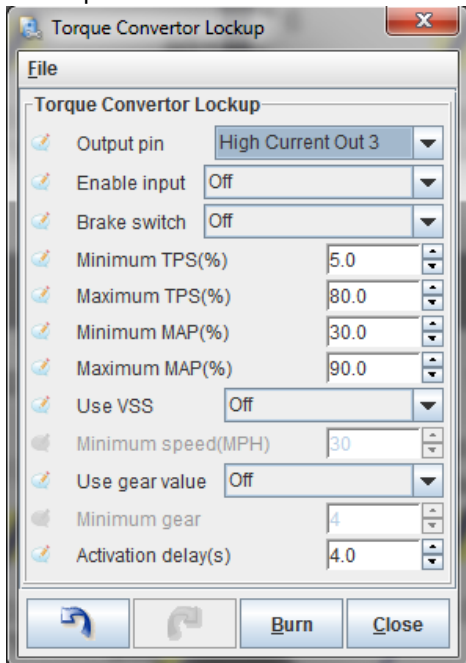 Torque Convertor Lockup
File
Torque Convertor Lockup
Output pin High Current Out 3
Enable input Off
Brake switch Off
Minimum TPS(%) 5.0
Maximum TPS(%) 80.0
Minimum MAP(%) 30.0
Maximum MAP(%) 90.0
Use VSS Off
Minimum speed(MPH) 30
Use gear value Off
Minimum gear 4
Activation delay(s) 4.0
Burn Close